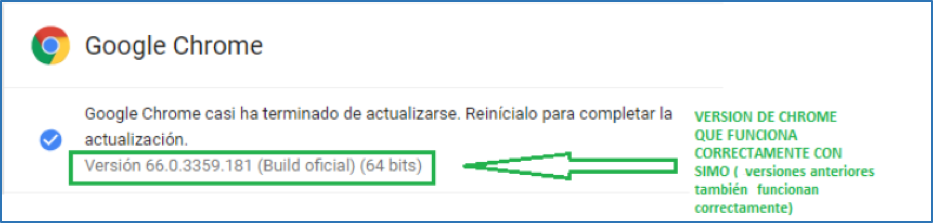 Google Chrome
Google Chrome casi ha terminado de actualizarse. Reinícialo para completar la
actualización.
Versión 66.0.3359.181 (Build oficial) (64 bits)
VERSION DE CHROME
QUE FUNCIONA
CORRECTAMENTE CON
SIMO ( versiones anteriores
también funcionan
correctamente)